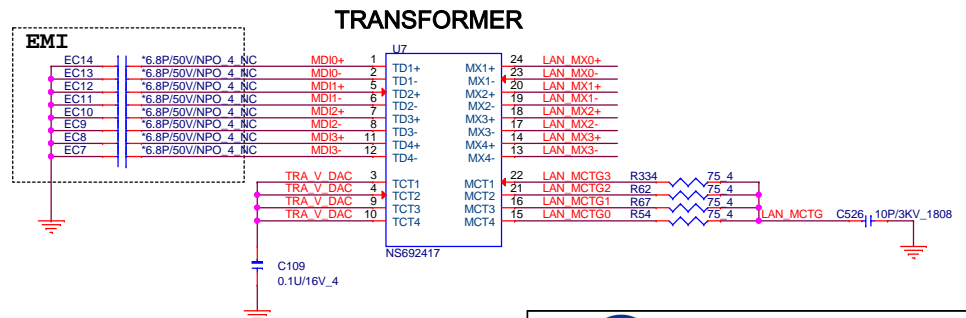 TRANSFORMER
EMI
U7
EC14 *6.8P/50V/NPO_4_NC MDI0+ 1 TD1+ MX1+ 24 LAN_MX0+
EC13 *6.8P/50V/NPO_4_NC MDI0- 2 TD1- MX1- 23 LAN_MX0-
EC12 *6.8P/50V/NPO_4_NC MDI1+ 5 TD2+ MX2+ 20 LAN_MX1+
EC11 *6.8P/50V/NPO_4_NC MDI1- 6 TD2- MX2- 19 LAN_MX1-
EC10 *6.8P/50V/NPO_4_NC MDI2+ 7 TD3+ MX3+ 18 LAN_MX2+
EC9 *6.8P/50V/NPO_4_NC MDI2- 8 TD3- MX3- 17 LAN_MX2-
EC8 *6.8P/50V/NPO_4_NC MDI3+ 11 TD4+ MX4+ 14 LAN_MX3+
EC7 *6.8P/50V/NPO_4_NC MDI3- 12 TD4- MX4- 13 LAN_MX3-
TRA_V_DAC 3 TCT1 MCT1 22 LAN_MCTG3 R334 75_4
TRA_V_DAC 4 TCT2 MCT2 21 LAN_MCTG2 R62 75_4
TRA_V_DAC 9 TCT3 MCT3 16 LAN_MCTG1 R67 75_4
TRA_V_DAC 10 TCT4 MCT4 15 LAN_MCTG0 R54 75_4 LAN_MCTG C526 10P/3KV_1808
NS692417
C109
0.1U/16V_4